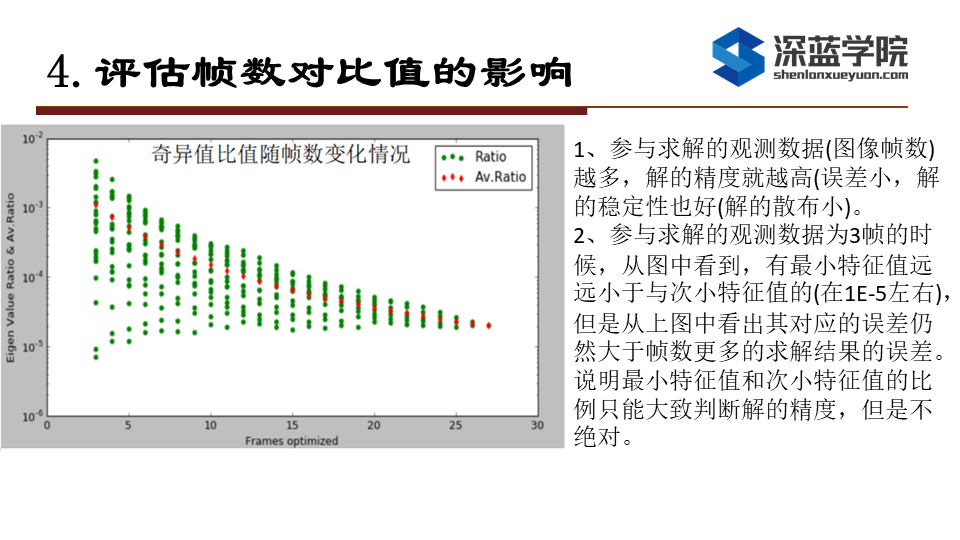 4. 评估帧数对比值的影响
深蓝学院
shenlanxueyuan.com
奇异值比值随帧数变化情况
Ratio
Av.Ratio
Eigen Value Ratio & Av.Ratio
10-2
10-3
10-4
10-5
10-6
0 5 10 15 20 25 30
Frames optimized
1、参与求解的观测数据(图像帧数)
越多，解的精度就越高(误差小，解
的稳定性也好(解的散布小)。
2、参与求解的观测数据为3帧的时
候，从图中看到，有最小特征值远
远小于与次小特征值的(在1E-5左右)，
但是从上图中看出其对应的误差仍
然大于帧数更多的求解结果的误差。
说明最小特征值和次小特征值的比
例只能大致判断解的精度，但是不
绝对。